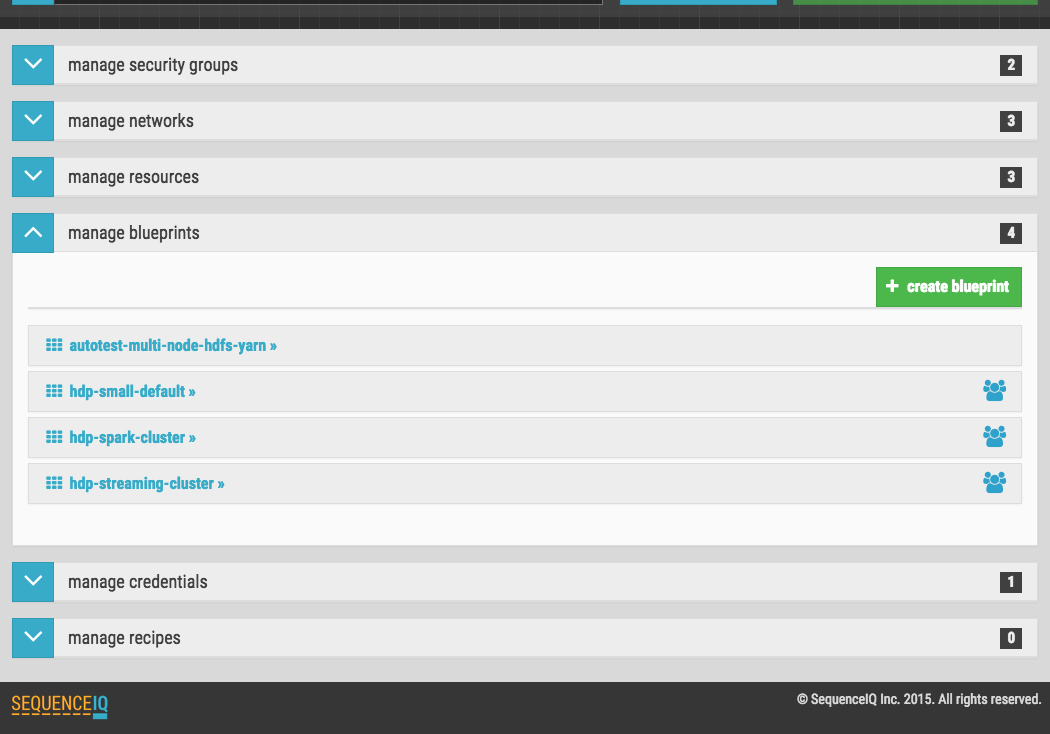 manage security groups 2
manage networks 3
manage resources 3
manage blueprints 4
+ create blueprint
autotest-multi-node-hdfs-yarn »
hdp-small-default »
hdp-spark-cluster »
hdp-streaming-cluster »
manage credentials 1
manage recipes 0
SEQUENCEIQ © SequenceIQ Inc. 2015. All rights reserved.